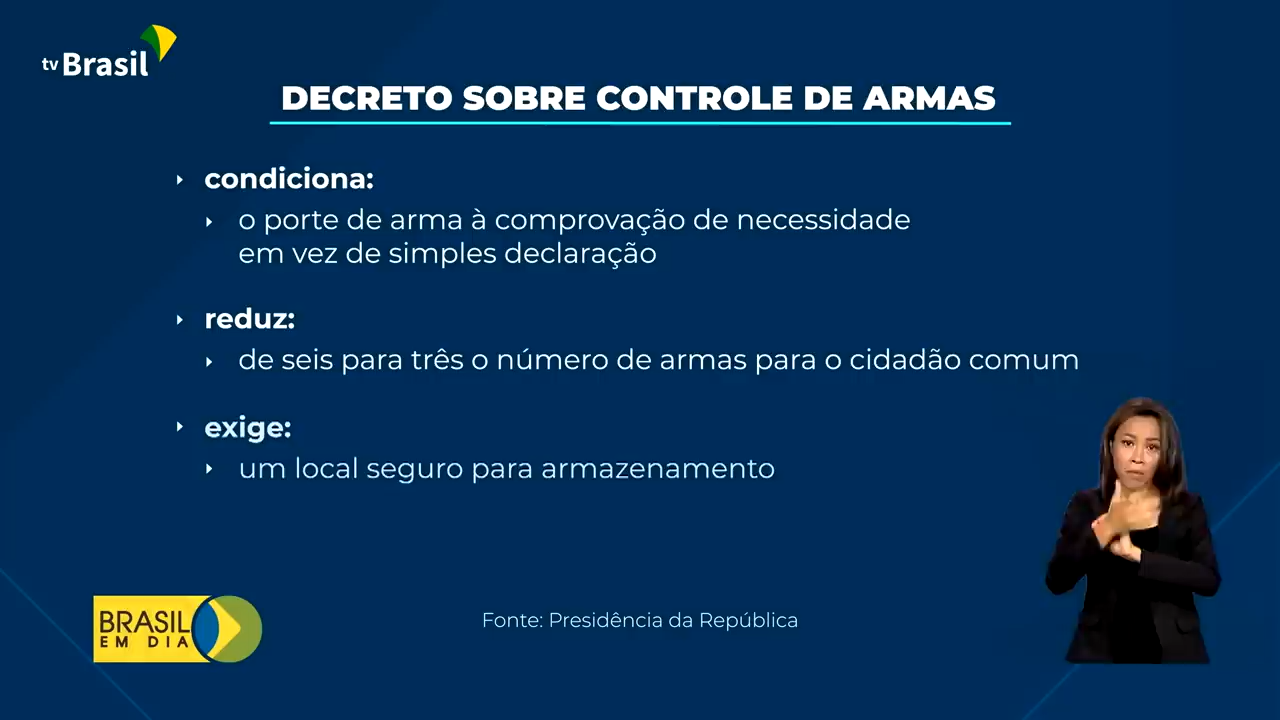 tv Brasil
DECRETO SOBRE CONTROLE DE ARMAS
condiciona:
o porte de arma à comprovação de necessidade
em vez de simples declaração
reduz:
de seis para três o número de armas para o cidadão comum
exige:
um local seguro para armazenamento
BRASIL
EM DIA
Fonte: Presidência da República